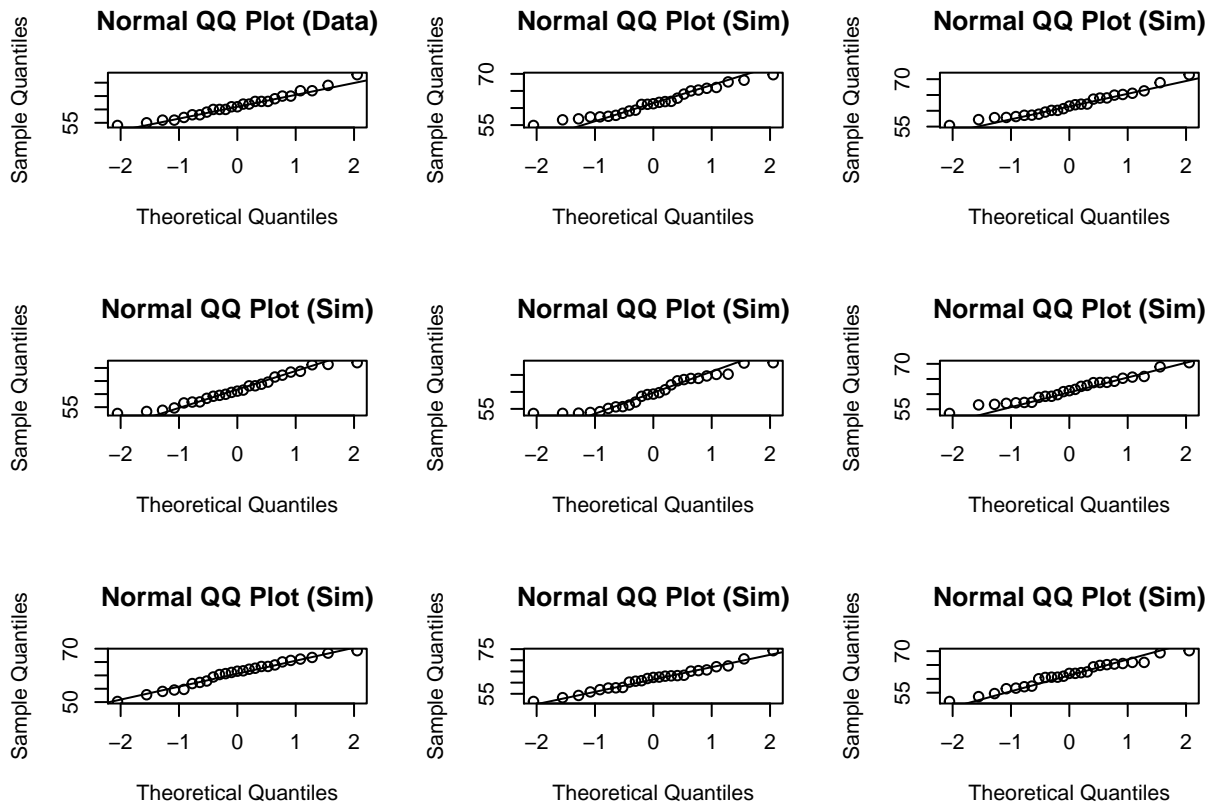 Normal QQ Plot (Data)
Sample Quantiles
55
−2 −1 0 1 2
Theoretical Quantiles
Normal QQ Plot (Sim)
Sample Quantiles
55 70
−2 −1 0 1 2
Theoretical Quantiles
Normal QQ Plot (Sim)
Sample Quantiles
55 70
−2 −1 0 1 2
Theoretical Quantiles
Normal QQ Plot (Sim)
Sample Quantiles
55
−2 −1 0 1 2
Theoretical Quantiles
Normal QQ Plot (Sim)
Sample Quantiles
55
−2 −1 0 1 2
Theoretical Quantiles
Normal QQ Plot (Sim)
Sample Quantiles
55 70
−2 −1 0 1 2
Theoretical Quantiles
Normal QQ Plot (Sim)
Sample Quantiles
50 70
−2 −1 0 1 2
Theoretical Quantiles
Normal QQ Plot (Sim)
Sample Quantiles
55 75
−2 −1 0 1 2
Theoretical Quantiles
Normal QQ Plot (Sim)
Sample Quantiles
55 70
−2 −1 0 1 2
Theoretical Quantiles